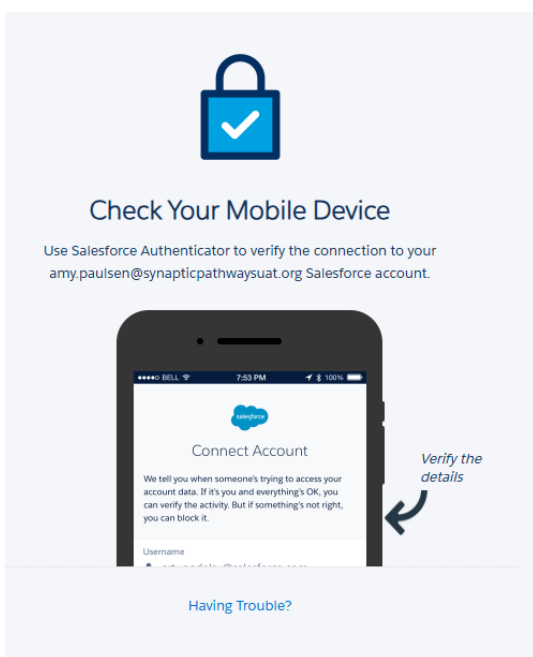 Check Your Mobile Device
Use Salesforce Authenticator to verify the connection to your
amy.paulsen@synapticpathwaysuat.org Salesforce account.
BELL 7:53 PM 100%
salesforce
Connect Account
We tell you when someone's trying to access your
account data. If it's you and everything's OK, you
can verify the activity. But if something's not right,
you can block it.
Verify the
details
Username
Having Trouble?